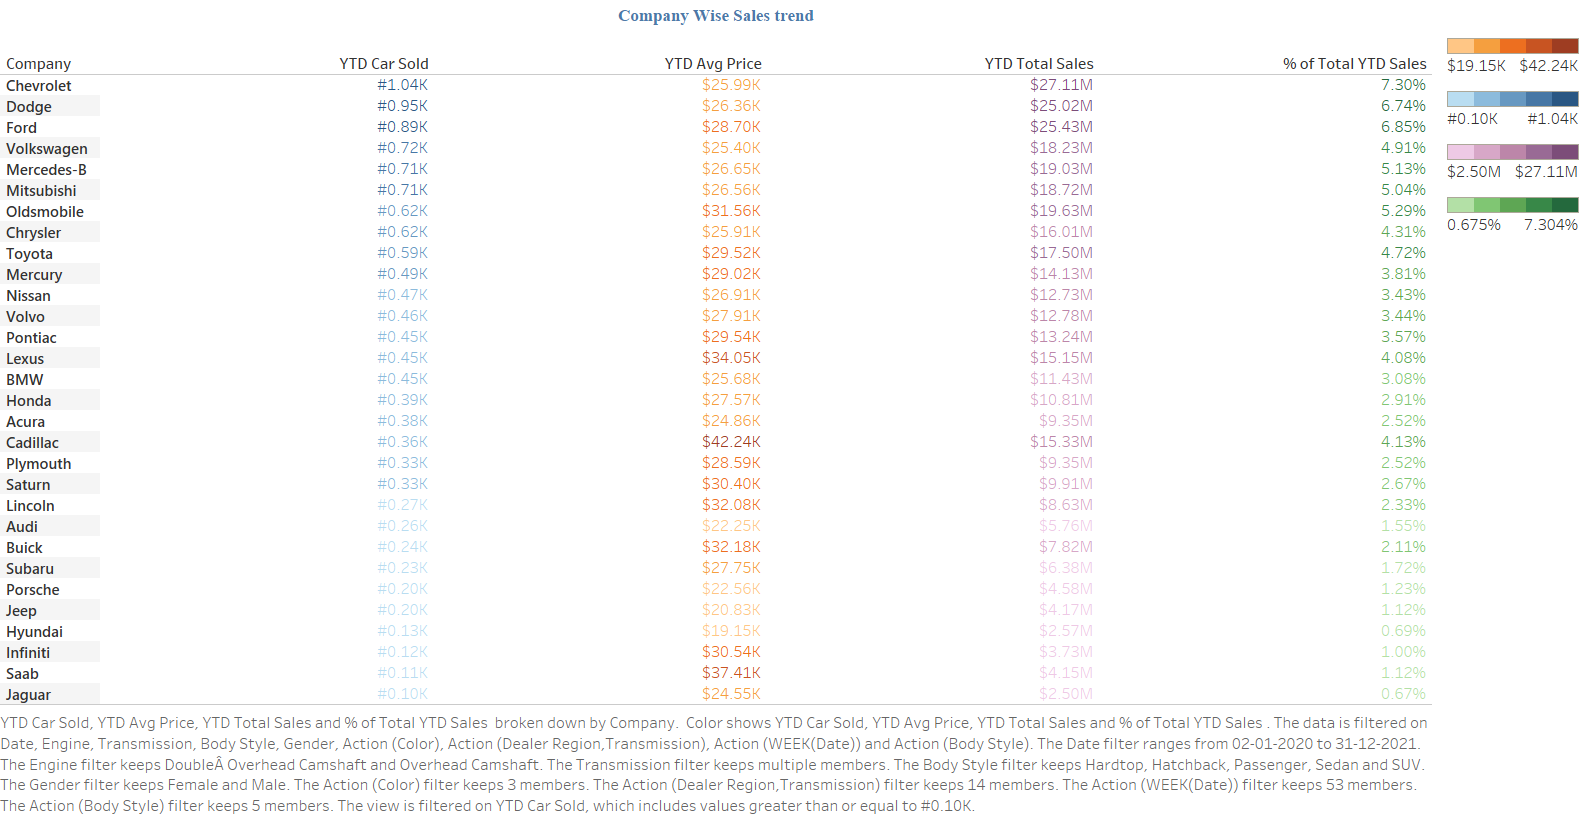 Company Wise Sales trend
Company YTD Car Sold YTD Avg Price YTD Total Sales % of Total YTD Sales
Chevrolet #1.04K $25.99K $27.11M 7.30%
Dodge #0.95K $26.36K $25.02M 6.74%
Ford #0.89K $28.70K $25.43M 6.85%
Volkswagen #0.72K $25.40K $18.23M 4.91%
Mercedes-B #0.71K $26.65K $19.03M 5.13%
Mitsubishi #0.71K $26.56K $18.72M 5.04%
Oldsmobile #0.62K $31.56K $19.63M 5.29%
Chrysler #0.62K $25.91K $16.01M 4.31%
Toyota #0.59K $29.52K $17.50M 4.72%
Mercury #0.49K $29.02K $14.13M 3.81%
Nissan #0.47K $26.91K $12.73M 3.43%
Volvo #0.46K $27.91K $12.78M 3.44%
Pontiac #0.45K $29.54K $13.24M 3.57%
Lexus #0.45K $34.05K $15.15M 4.08%
BMW #0.45K $25.68K $11.43M 3.08%
Honda #0.39K $27.57K $10.81M 2.91%
Acura #0.38K $24.86K $9.35M 2.52%
Cadillac #0.36K $42.24K $15.33M 4.13%
Plymouth #0.33K $28.59K $9.35M 2.52%
Saturn #0.33K $30.40K $9.91M 2.67%
Lincoln #0.27K $32.08K $8.63M 2.33%
Audi #0.26K $22.25K $5.76M 1.55%
Buick #0.24K $32.18K $7.82M 2.11%
Subaru #0.23K $27.75K $6.38M 1.72%
Porsche #0.20K $22.56K $4.58M 1.23%
Jeep #0.20K $20.83K $4.17M 1.12%
Hyundai #0.13K $19.15K $2.57M 0.69%
Infiniti #0.12K $30.54K $3.73M 1.00%
Saab #0.11K $37.41K $4.15M 1.12%
Jaguar #0.10K $24.55K $2.50M 0.67%
$19.15K $42.24K
#0.10K #1.04K
$2.50M $27.11M
0.675% 7.304%
YTD Car Sold, YTD Avg Price, YTD Total Sales and % of Total YTD Sales  broken down by Company.  Color shows YTD Car Sold, YTD Avg Price, YTD Total Sales and % of Total YTD Sales . The data is filtered on
Date, Engine, Transmission, Body Style, Gender, Action (Color), Action (Dealer Region,Transmission), Action (WEEK(Date)) and Action (Body Style). The Date filter ranges from 02-01-2020 to 31-12-2021.
The Engine filter keeps DoubleÂ Overhead Camshaft and Overhead Camshaft. The Transmission filter keeps multiple members. The Body Style filter keeps Hardtop, Hatchback, Passenger, Sedan and SUV.
The Gender filter keeps Female and Male. The Action (Color) filter keeps 3 members. The Action (Dealer Region,Transmission) filter keeps 14 members. The Action (WEEK(Date)) filter keeps 53 members.
The Action (Body Style) filter keeps 5 members. The view is filtered on YTD Car Sold, which includes values greater than or equal to #0.10K.